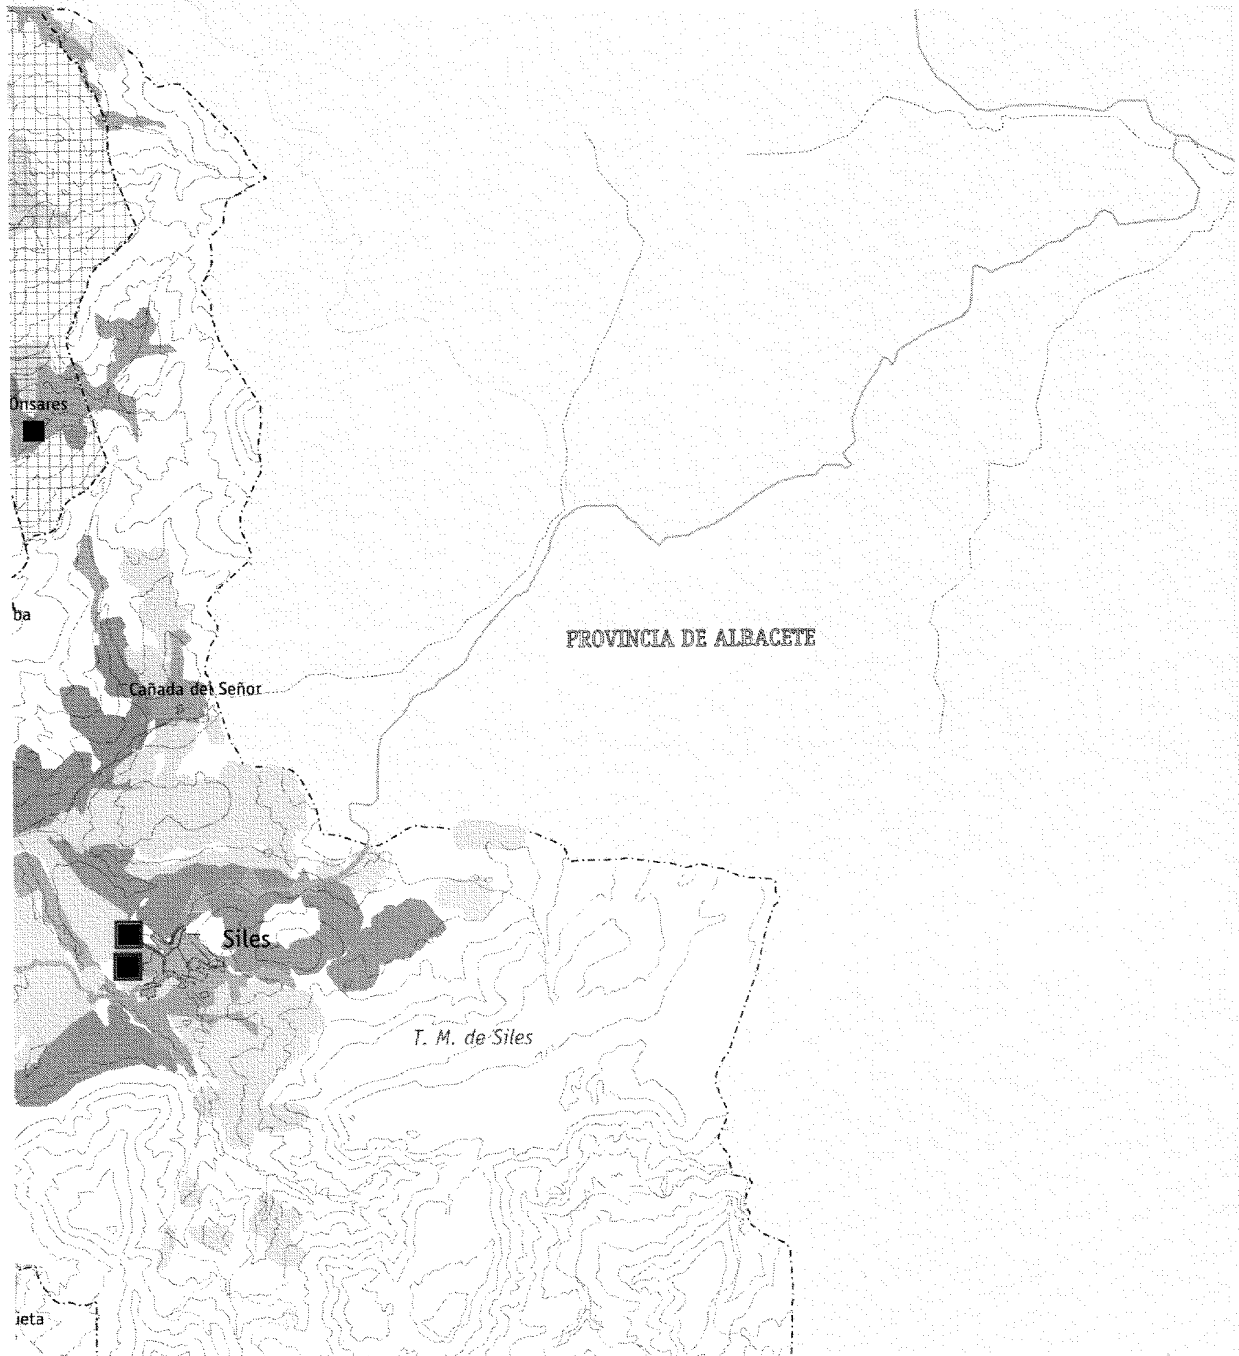 Onsares
ba
PROVINCIA DE ALBACETE
Cañada del Señor
Siles
T. M. de Siles
ueta